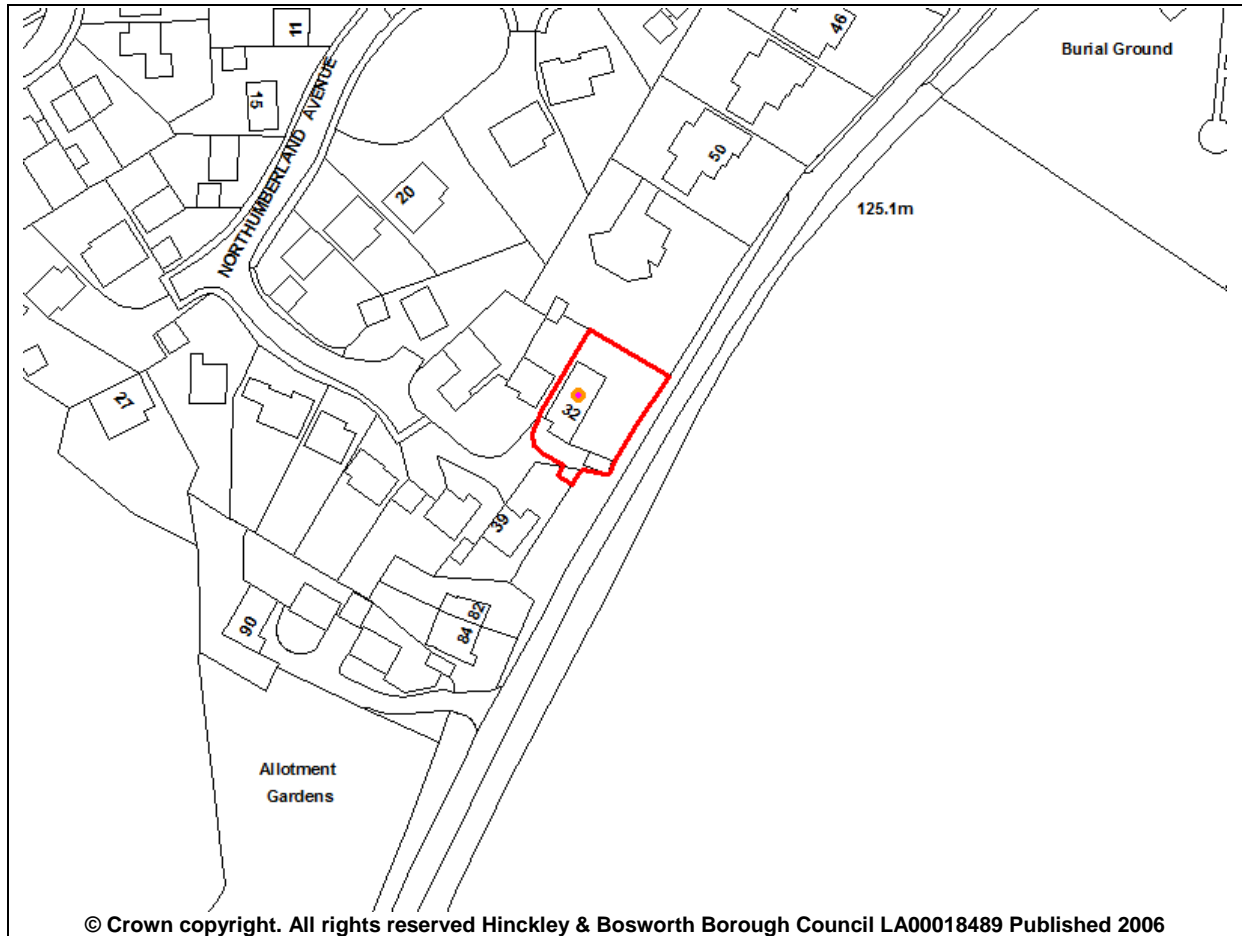 11
46
Burial Ground
15
NORTHUMBERLAND AVENUE
50
20
125.1m
32
27
39
82
84
90
Allotment
Gardens
© Crown copyright. All rights reserved Hinckley & Bosworth Borough Council LA00018489 Published 2006